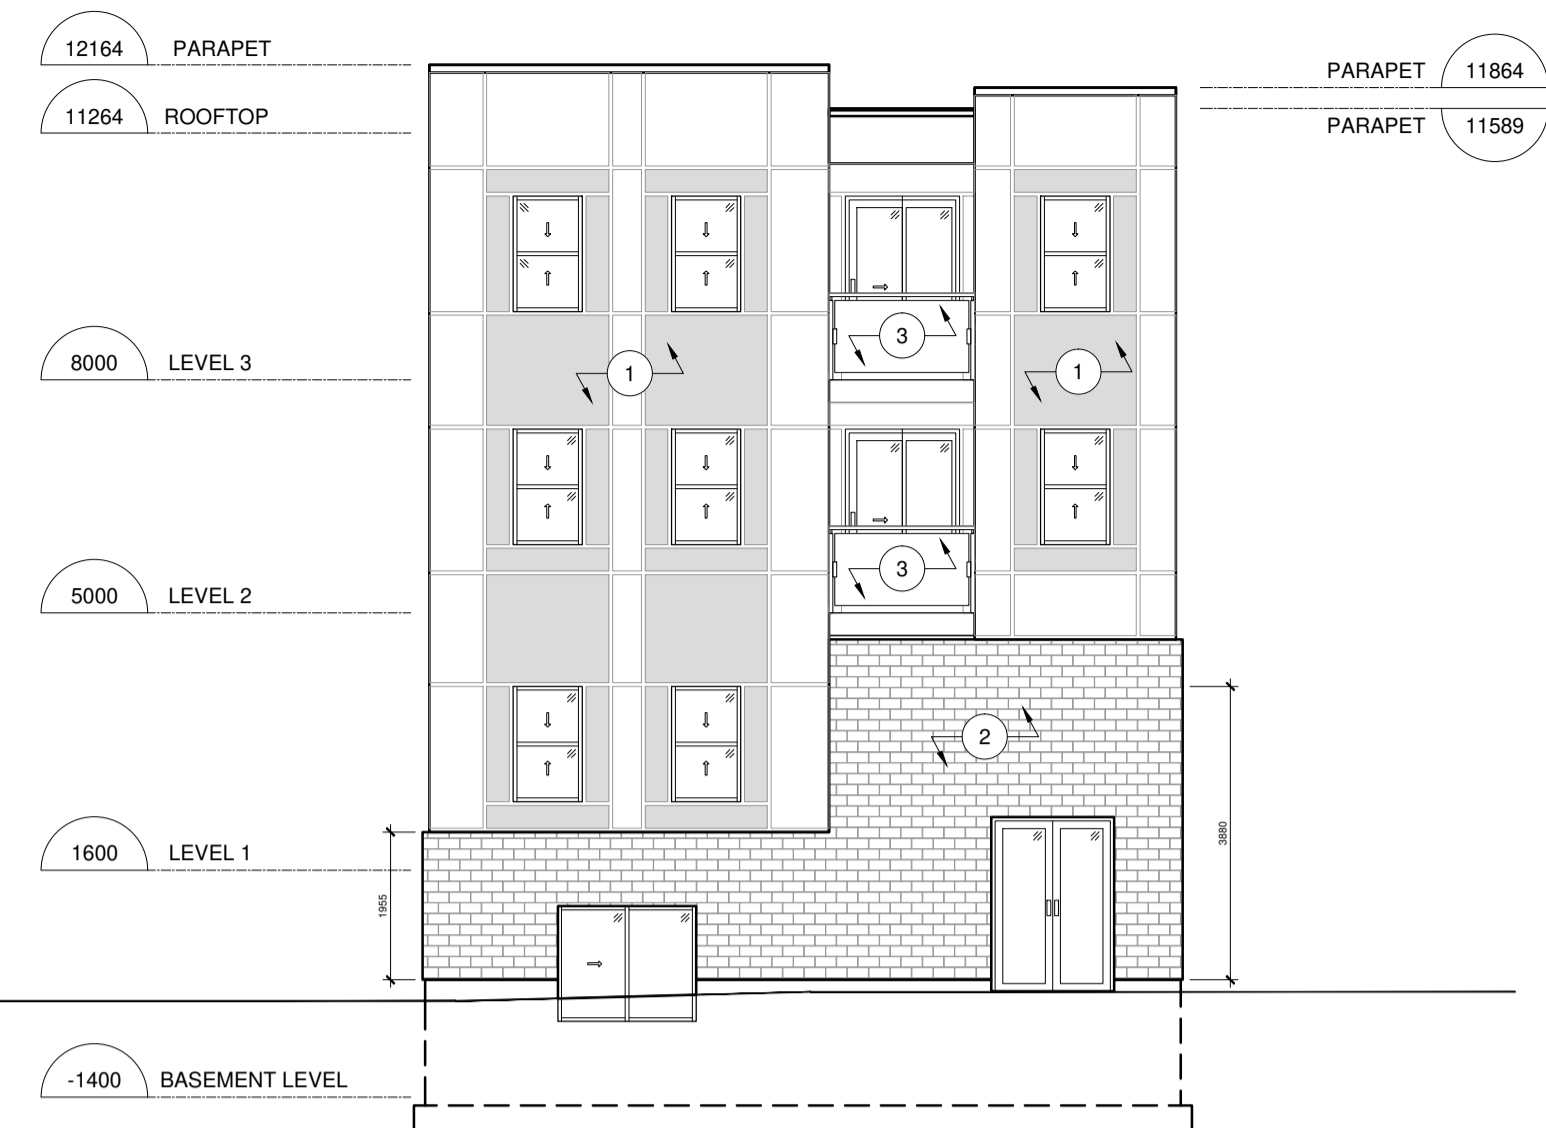 12164 PARAPET
PARAPET 11864
11264 ROOFTOP
PARAPET 11589
3
8000 LEVEL 3
1
1
3
5000 LEVEL 2
2
3880
1600 LEVEL 1
1955
-1400 BASEMENT LEVEL